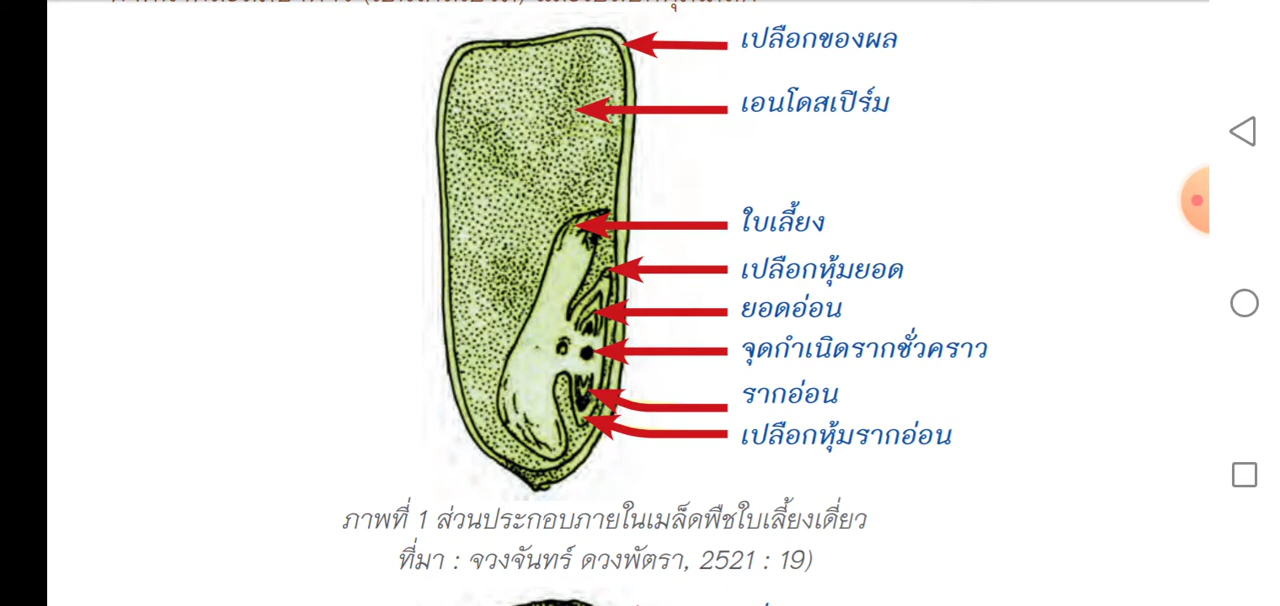 เปลือกของผล
เอนโดสเปิร์ม
ใบเลี้ยง
เปลือกหุ้มยอด
ยอดอ่อน
จุดกำเนิดรากชั่วคราว
รากอ่อน
เปลือกหุ้มรากอ่อน
ภาพที่ 1 ส่วนประกอบภายในเมล็ดพืชใบเลี้ยงเดี่ยว
ที่มา : จวงจันทร์ ดวงพัตรา, 2521 : 19)